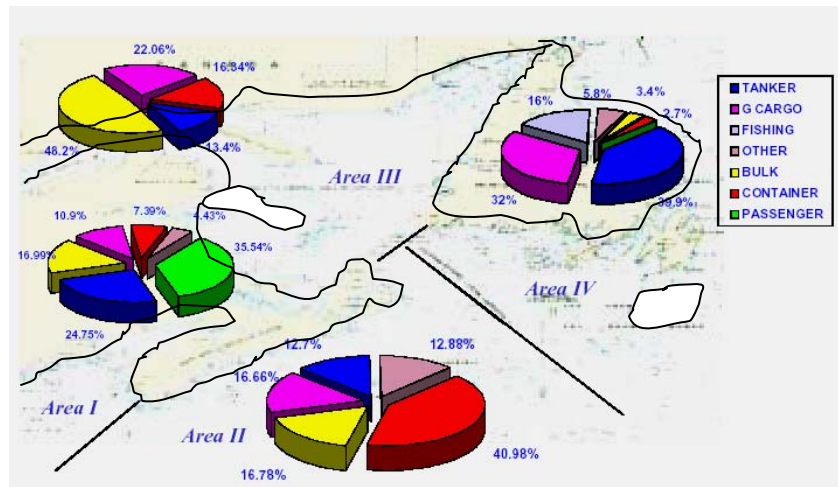 22.06%
16.84%
13.4%
48.2%
Area III
16%
5.8%
3.4%
2.7%
39.9%
32%
TANKER
G CARGO
FISHING
OTHER
BULK
CONTAINER
PASSENGER
10.9%
7.39%
4.43%
35.54%
16.99%
24.75%
Area IV
Area I
Area II
12.7%
12.88%
16.66%
16.78%
40.98%